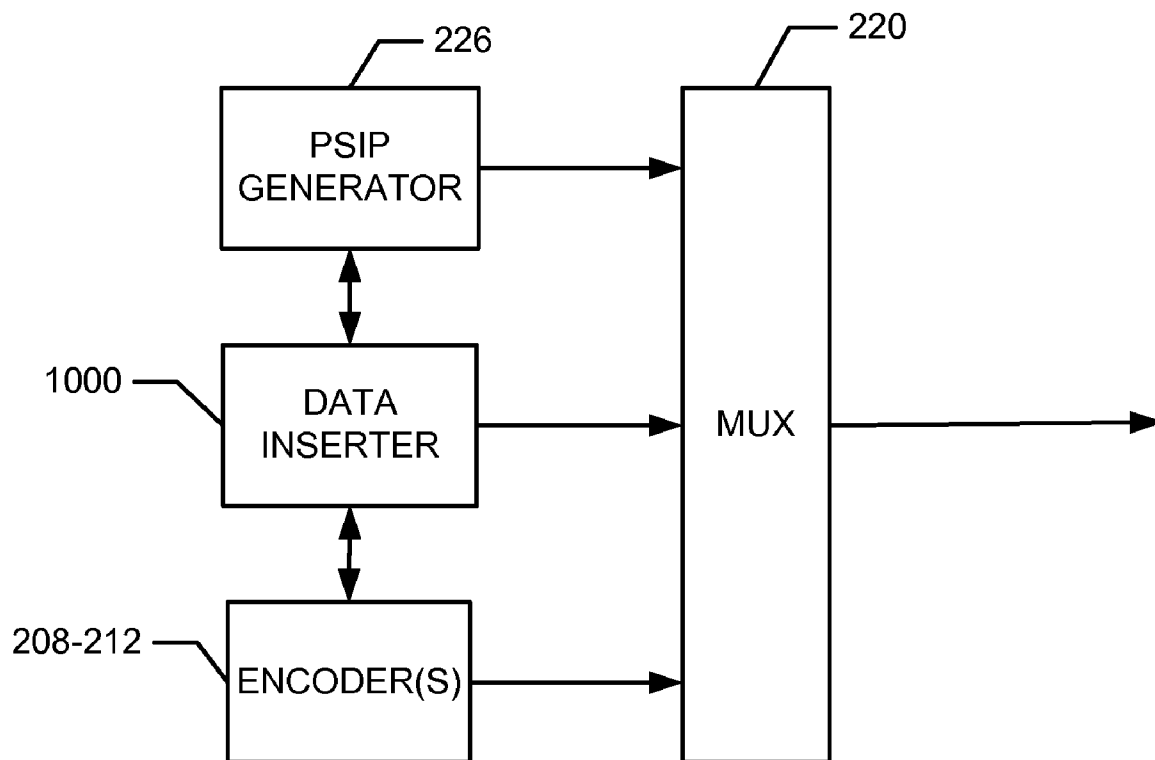 226
220
PSIP
GENERATOR
1000
DATA
INSERTER
MUX
208-212
ENCODER(S)